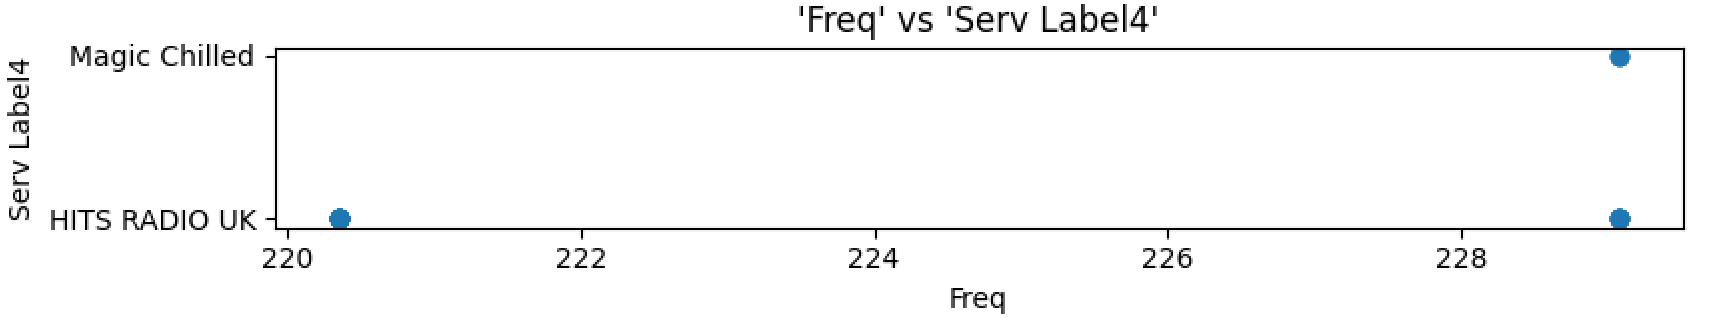 'Freq' vs 'Serv Label4'
Magic Chilled
Serv Label4
HITS RADIO UK
220 222 224 226 228
Freq